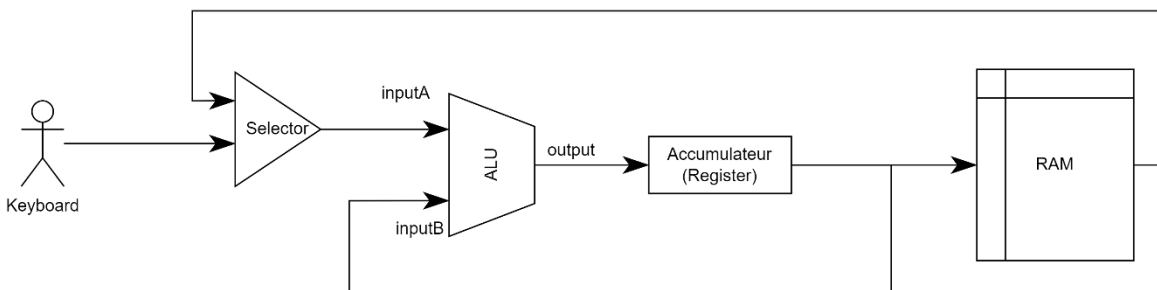 Keyboard
Selector
inputA
inputB
ALU
output
Accumulateur
(Register)
RAM